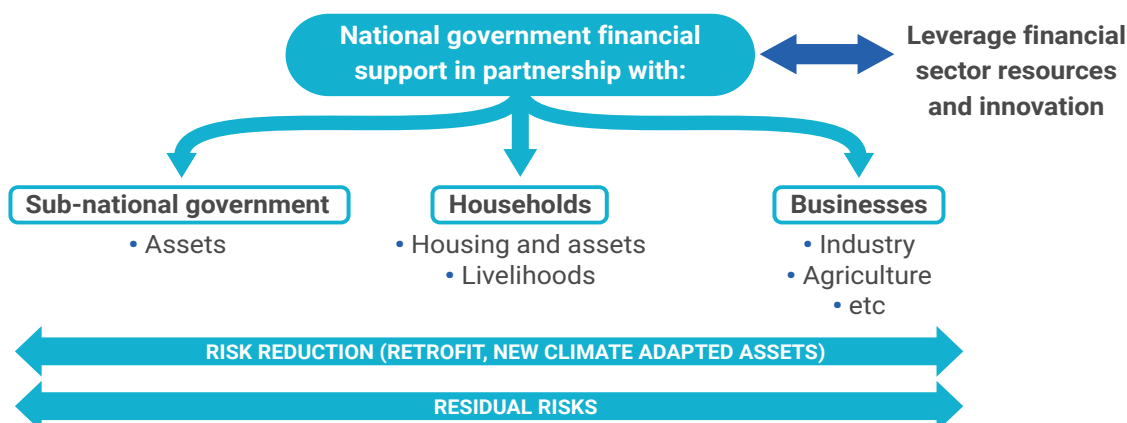 National government financial
support in partnership with:
Leverage financial
sector resources
and innovation
Sub-national government
• Assets
Households
• Housing and assets
• Livelihoods
Businesses
• Industry
• Agriculture
• etc
RISK REDUCTION (RETROFIT, NEW CLIMATE ADAPTED ASSETS)
RESIDUAL RISKS